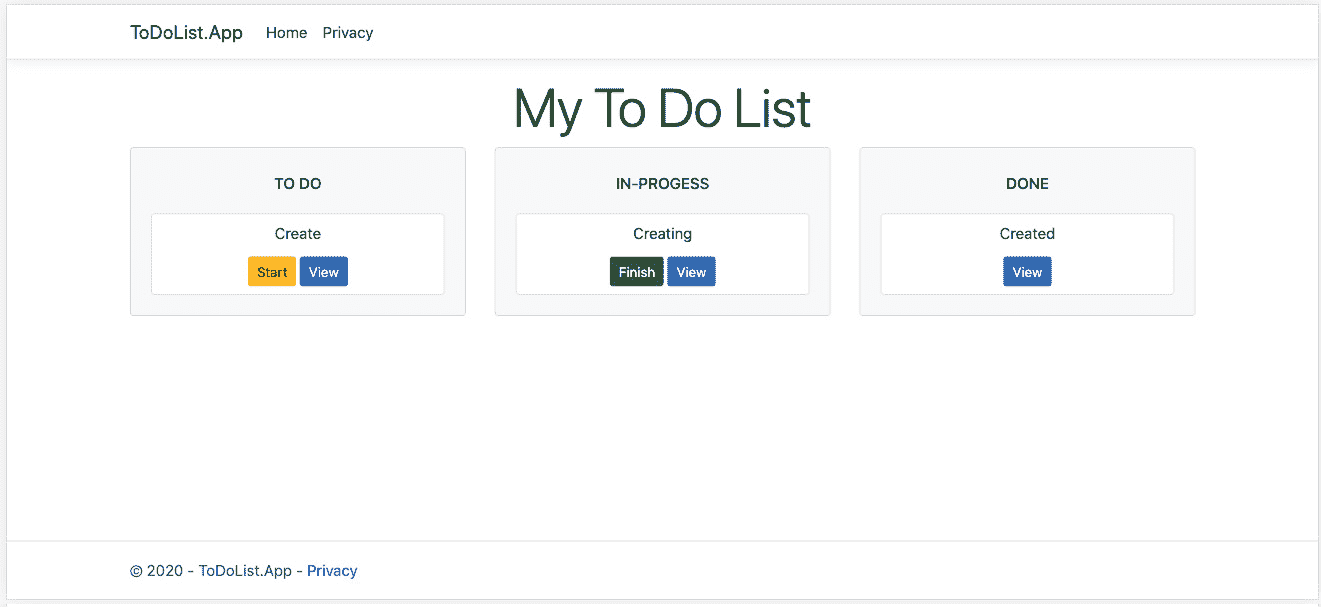 ToDoList.App Home Privacy
My To Do List
TO DO
Create
Start View
IN-PROGESS
Creating
Finish View
DONE
Created
View
© 2020 - ToDoList.App - Privacy